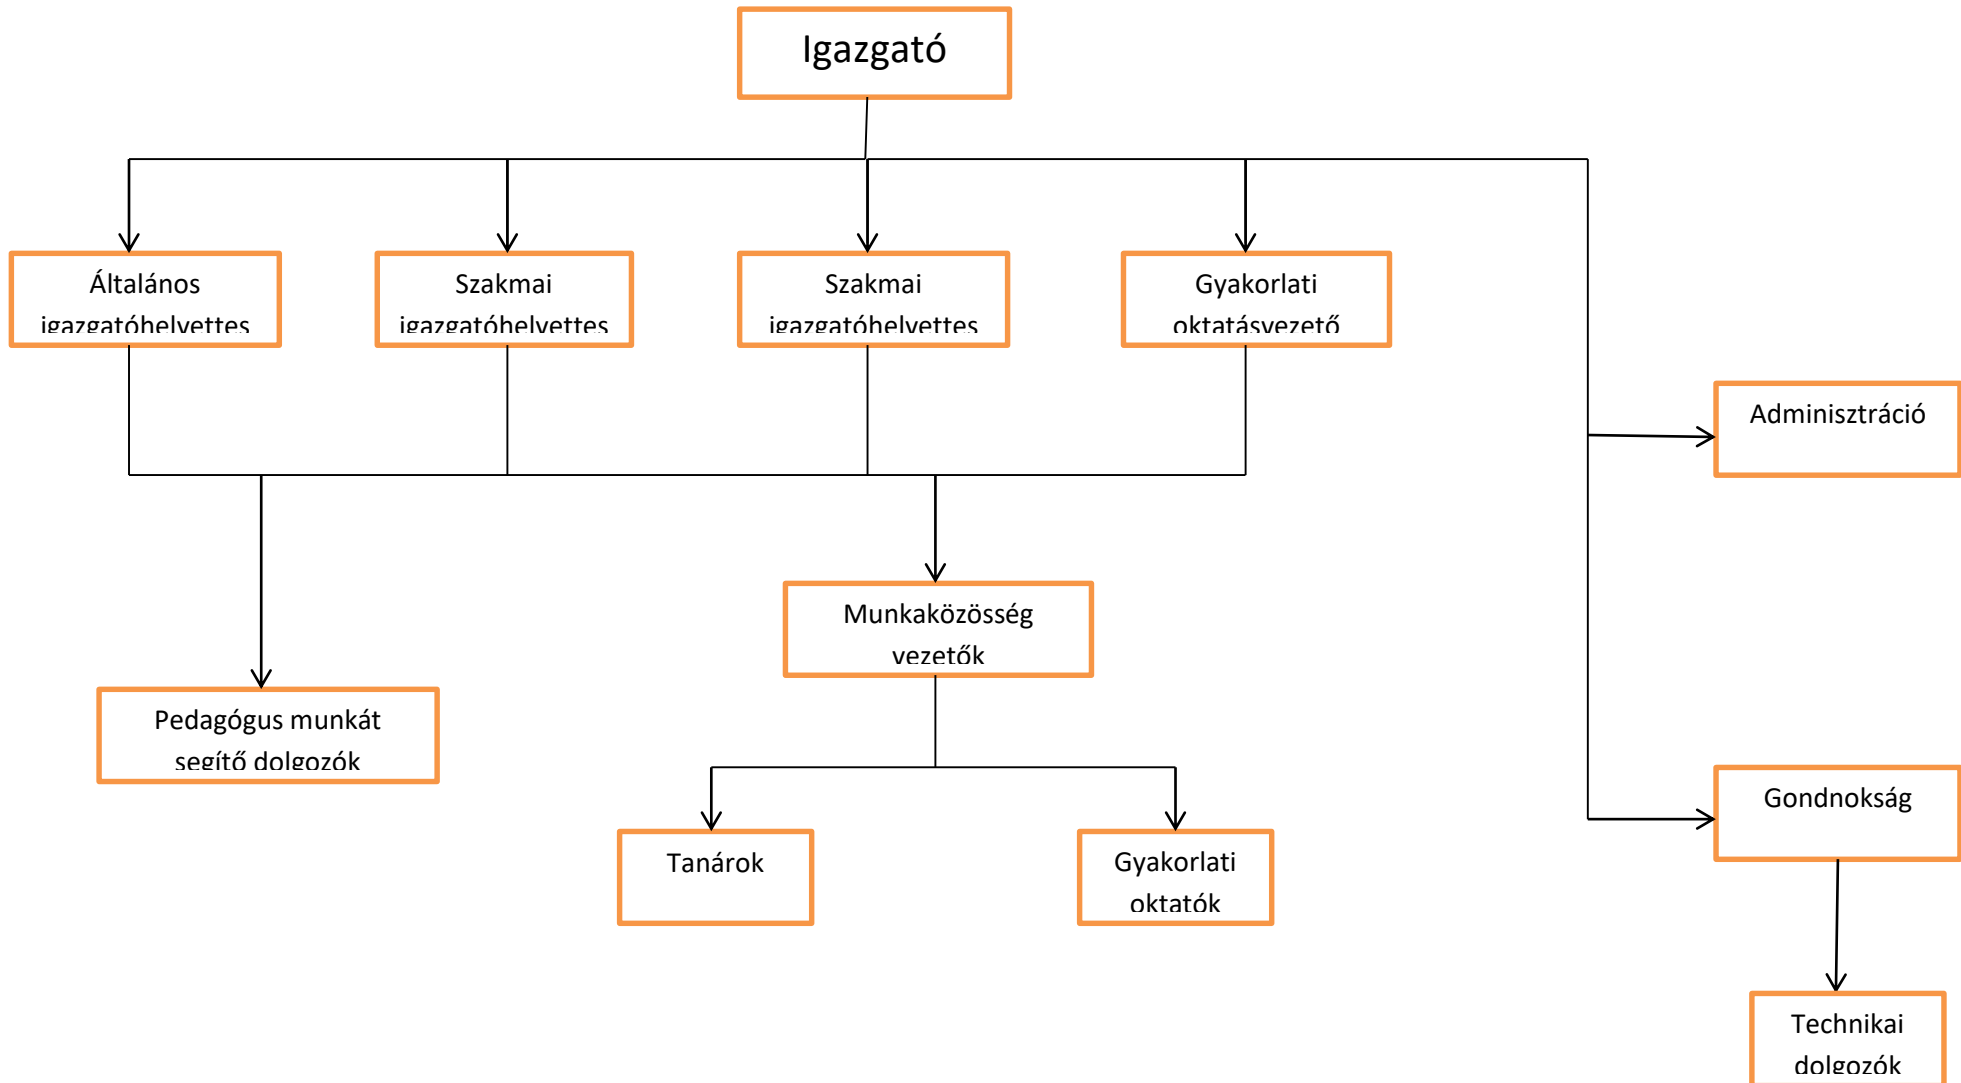 Igazgató
Általános
igazgatóhelyettes
Szakmai
igazgatóhelyettes
Szakmai
igazgatóhelyettes
Gyakorlati
oktatásvezető
Adminisztráció
Munkaközösség
vezetők
Pedagógus munkát
segítő dolgozók
Gondnokság
Tanárok
Gyakorlati
oktatók
Technikai
dolgozók